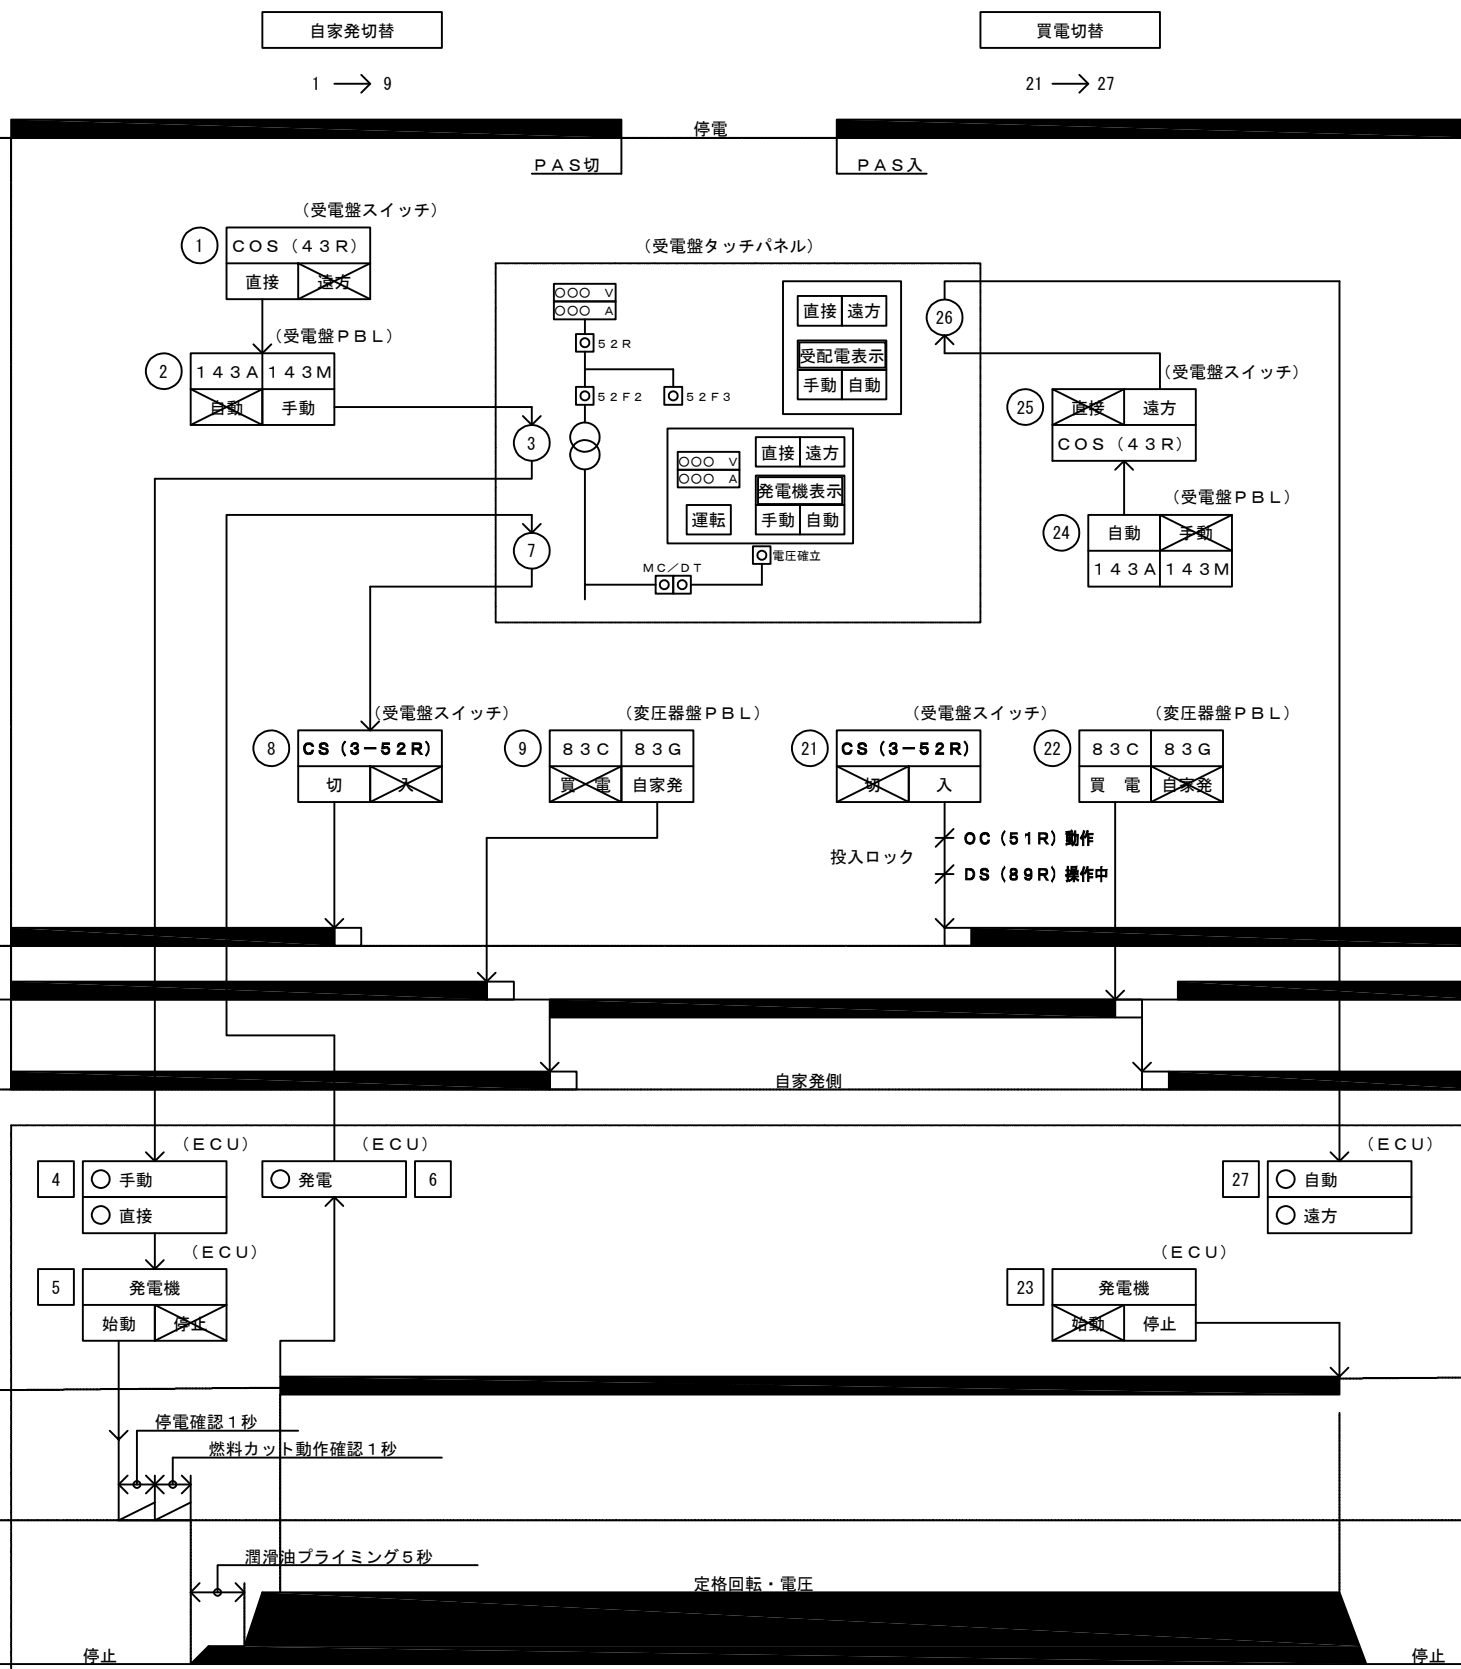 自家発切替
買電切替
1 → 9
21 → 27
停電
ＰＡＳ切
ＰＡＳ入
（受電盤スイッチ）
1
ＣＯＳ（４３Ｒ）
直接 遠方
（受電盤ＰＢＬ）
2
１４３Ａ １４３Ｍ
自動 手動
3
7
（受電盤タッチパネル）
○○○ Ｖ
○○○ Ａ
５２Ｒ
５２Ｆ２
５２Ｆ３
直接 遠方
受配電表示
手動 自動
○○○ Ｖ
○○○ Ａ
直接 遠方
発電機表示
運転
手動 自動
電圧確立
ＭＣ／ＤＴ
26
（受電盤スイッチ）
25
直接 遠方
ＣＯＳ（４３Ｒ）
（受電盤ＰＢＬ）
24
自動 手動
１４３Ａ １４３Ｍ
（受電盤スイッチ）
8
ＣＳ（３－５２Ｒ）
切 入
（変圧器盤ＰＢＬ）
9
８３Ｃ ８３Ｇ
買 電 自家発
（受電盤スイッチ）
21
ＣＳ（３－５２Ｒ）
切 入
（変圧器盤ＰＢＬ）
22
８３Ｃ ８３Ｇ
買 電 自家発
投入ロック
ＯＣ（５１Ｒ）動作
ＤＳ（８９Ｒ）操作中
自家発側
（ＥＣＵ）
4
○ 手動
○ 直接
（ＥＣＵ）
○ 発電
6
（ＥＣＵ）
27
○ 自動
○ 遠方
（ＥＣＵ）
5
発電機
始動 停止
（ＥＣＵ）
23
発電機
始動 停止
停電確認１秒
燃料カット動作確認１秒
潤滑油プライミング５秒
定格回転・電圧
停止
停止